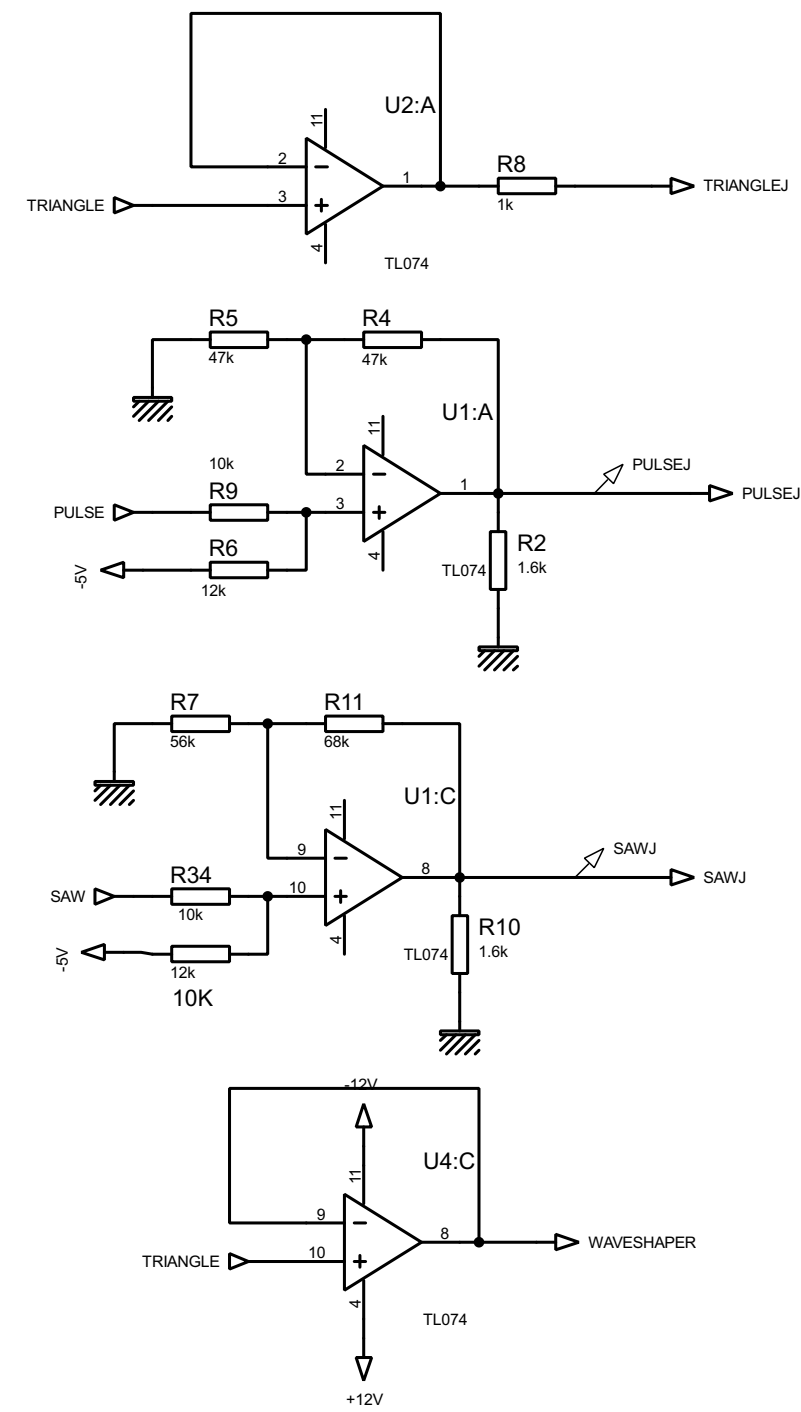 U2:A
11
2
−
1
R8
TRIANGLE
3
+
1k
TRIANGLEJ
4
TL074
R5
R4
47k
47k
U1:A
11
10k
2
−
PULSEJ
R9
1
PULSEJ
PULSE
3
+
R6
4
R2
-5V
TL074
1.6k
12k
R7
R11
56k
68k
U1:C
11
9
−
SAWJ
R34
8
SAWJ
SAW
10
+
10k
4
R10
-5V
TL074
1.6k
12k
10K
-12V
U4:C
11
9
−
8
WAVESHAPER
TRIANGLE
10
+
4
TL074
+12V